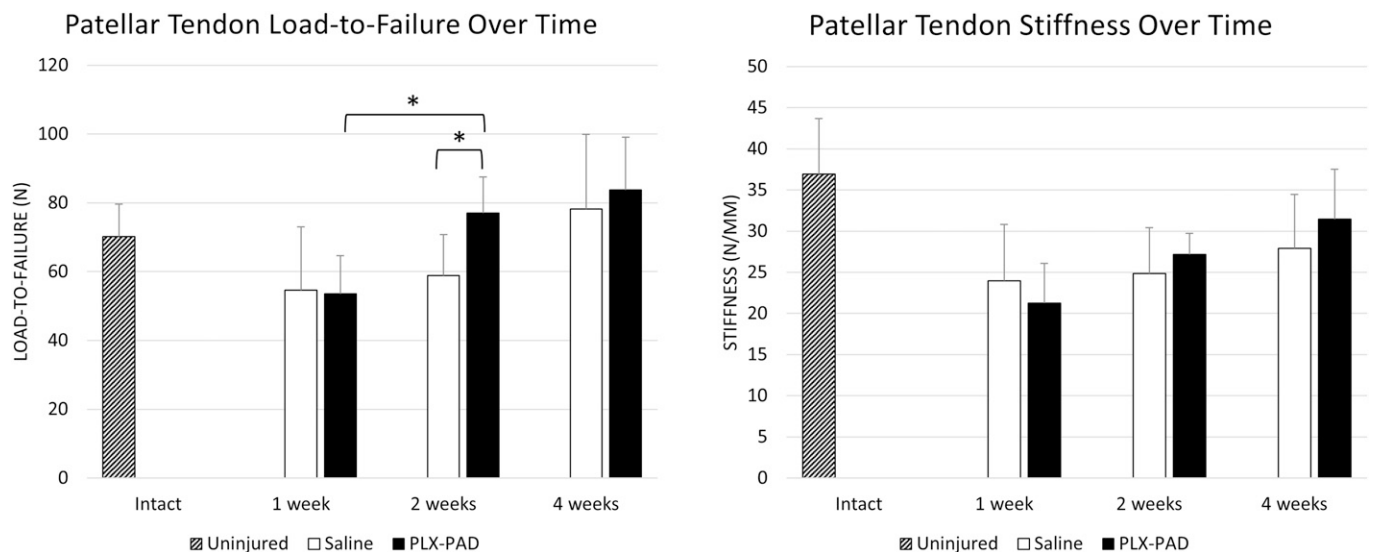 Patellar Tendon Load-to-Failure Over Time
120
100
80
60
40
20
0
LOAD-TO-FAILURE (N)
*
*
Intact 1 week 2 weeks 4 weeks
Uninjured Saline PLX-PAD
Patellar Tendon Stiffness Over Time
50
45
40
35
30
25
20
15
10
5
0
STIFFNESS (N/MM)
Intact 1 week 2 weeks 4 weeks
Uninjured Saline PLX-PAD